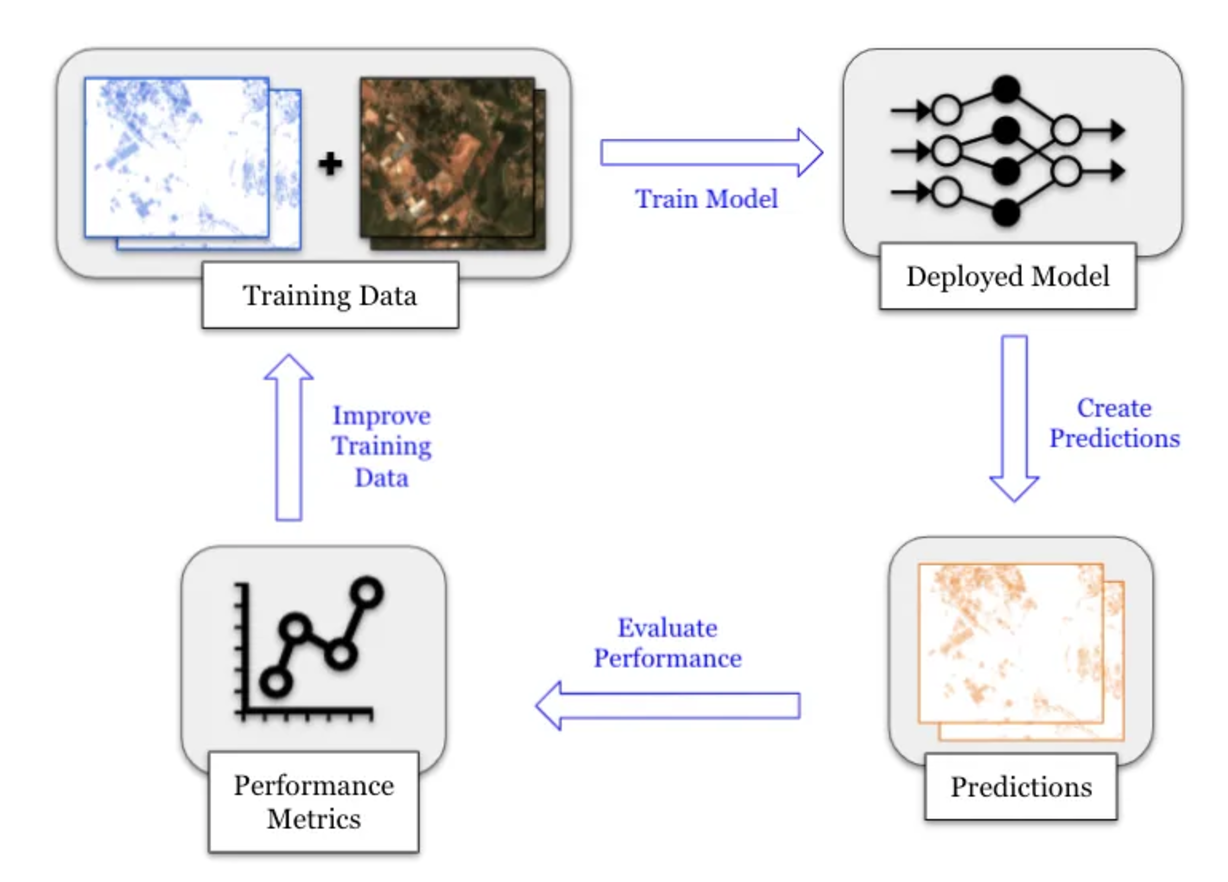 Train Model
Training Data
Deployed Model
Improve
Training
Data
Create
Predictions
Evaluate
Performance
Performance
Metrics
Predictions